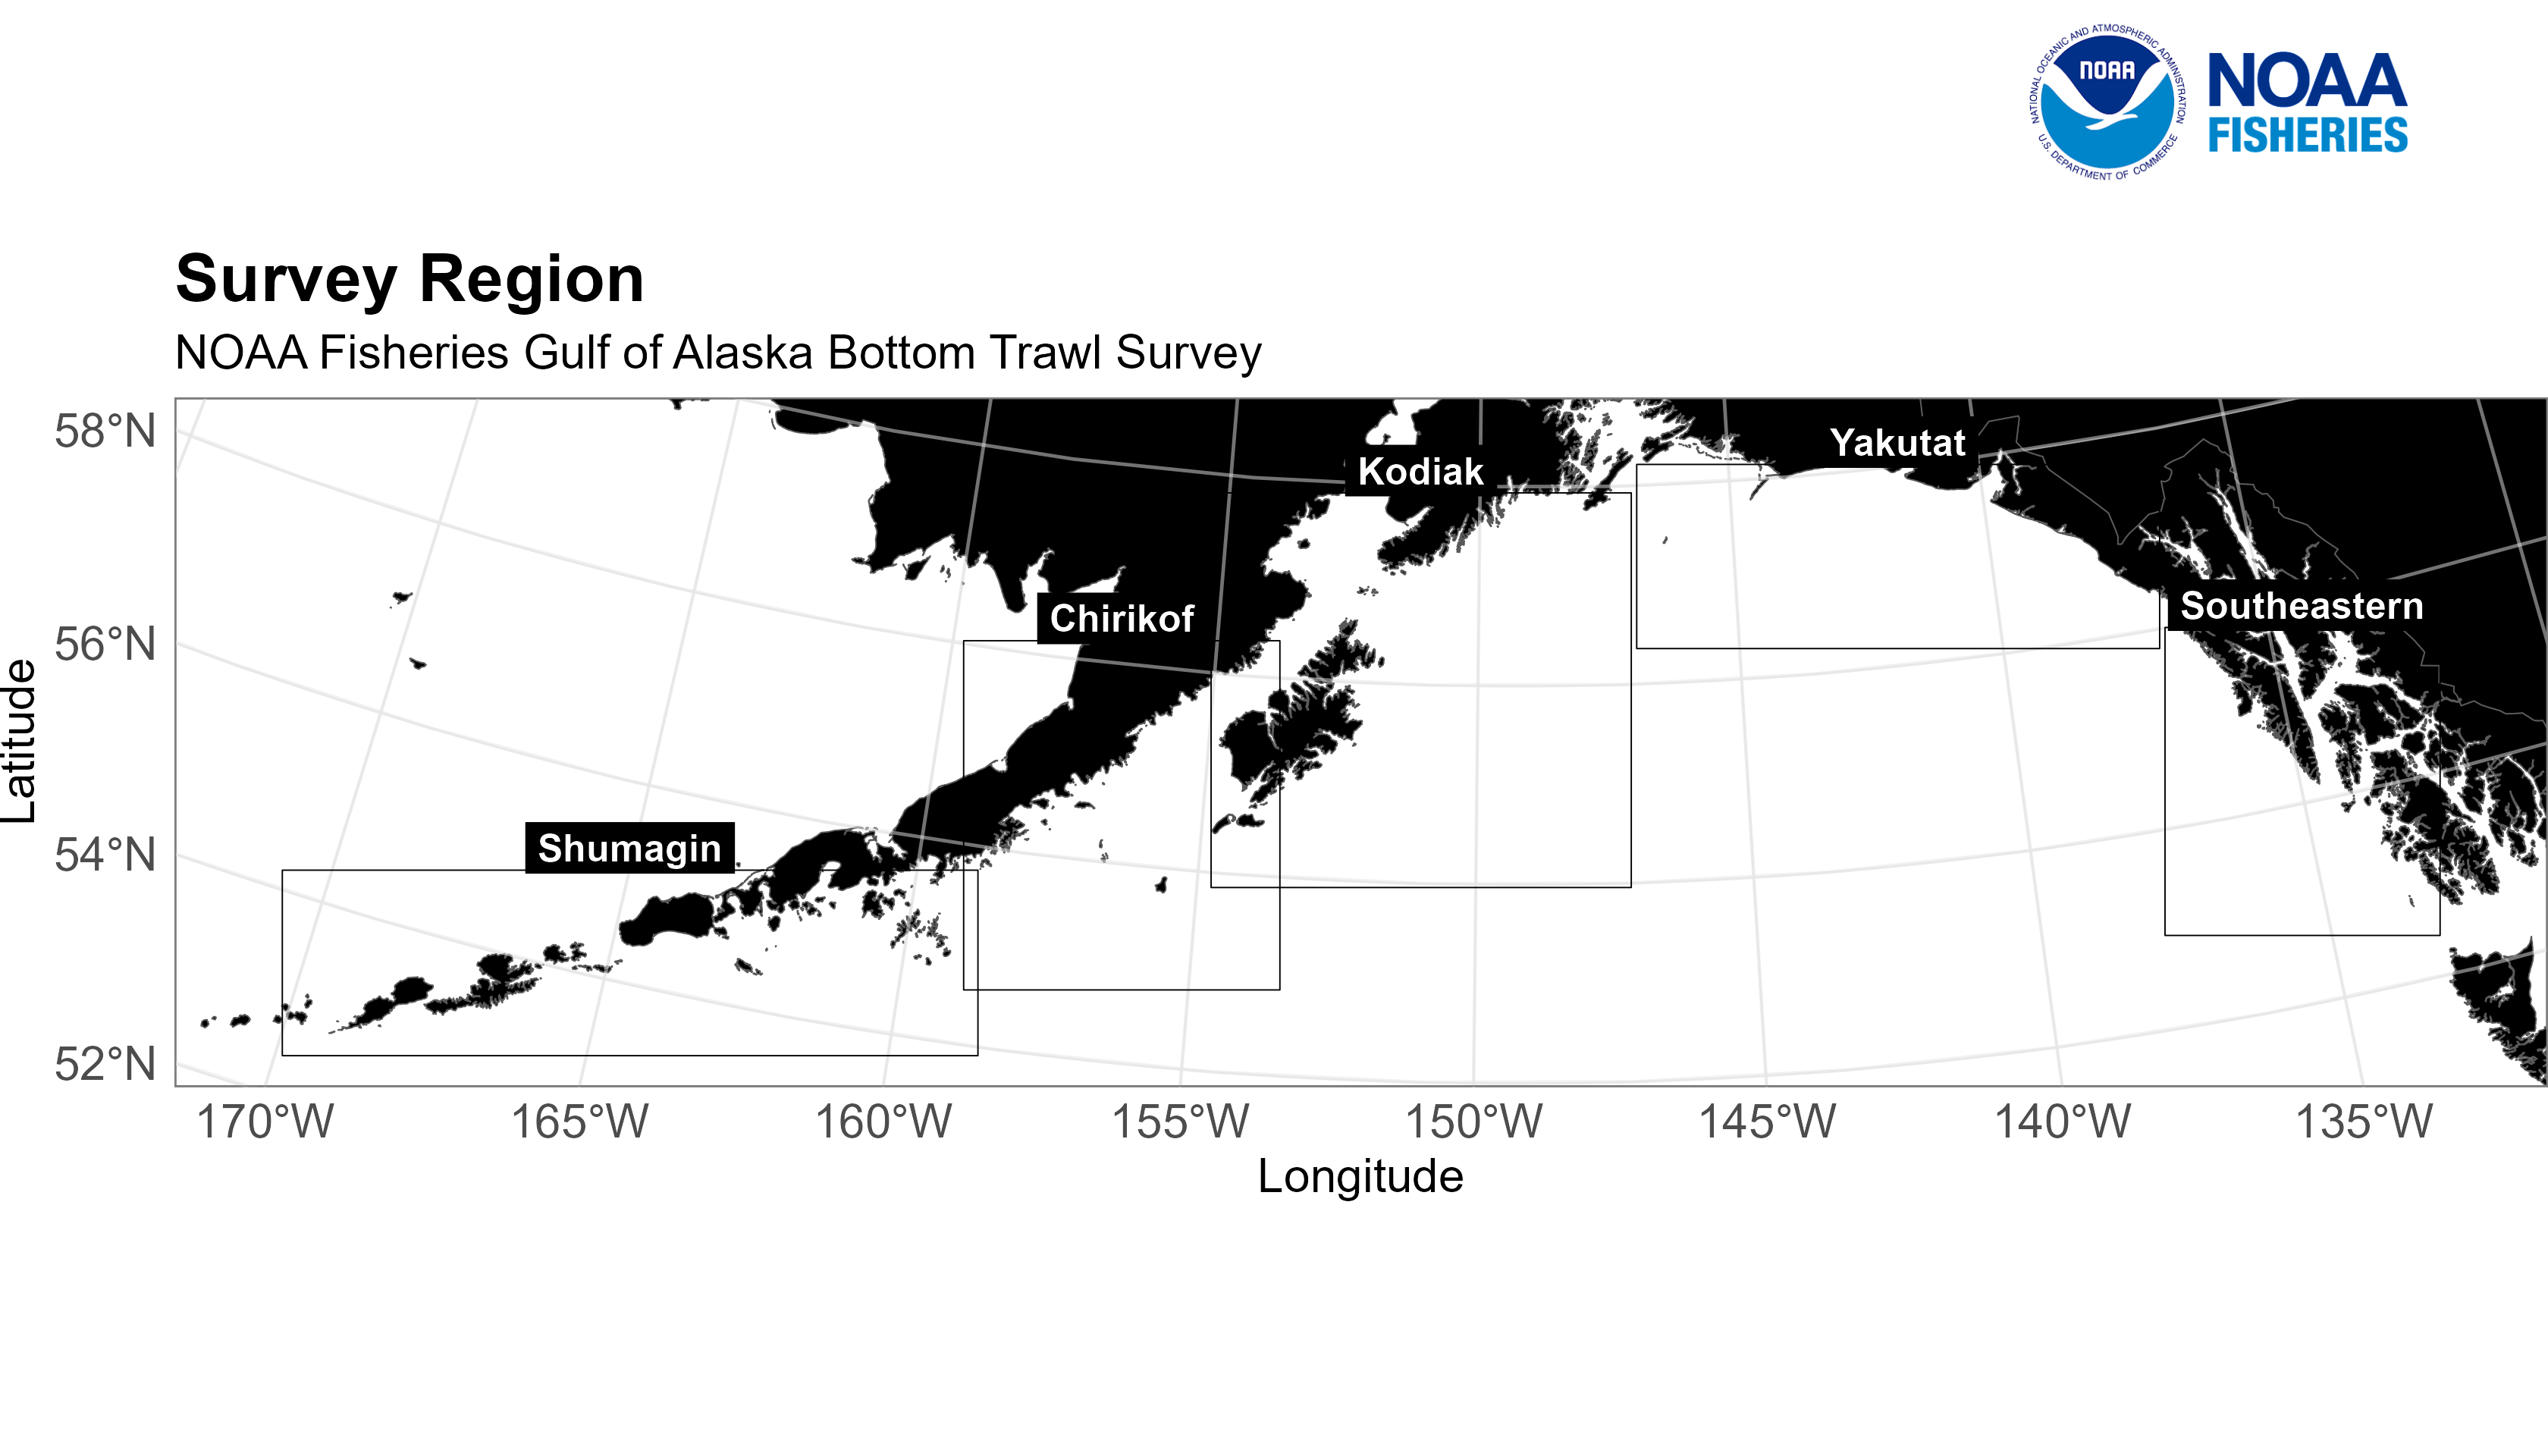 NATIONAL OCEANIC AND ATMOSPHERIC ADMINISTRATION
U.S. DEPARTMENT OF COMMERCE
NOAA
NOAA
FISHERIES
Survey Region
NOAA Fisheries Gulf of Alaska Bottom Trawl Survey
58°N
56°N
54°N
52°N
Latitude
Yakutat
Kodiak
Southeastern
Chirikof
Shumagin
170°W 165°W 160°W 155°W 150°W 145°W 140°W 135°W
Longitude